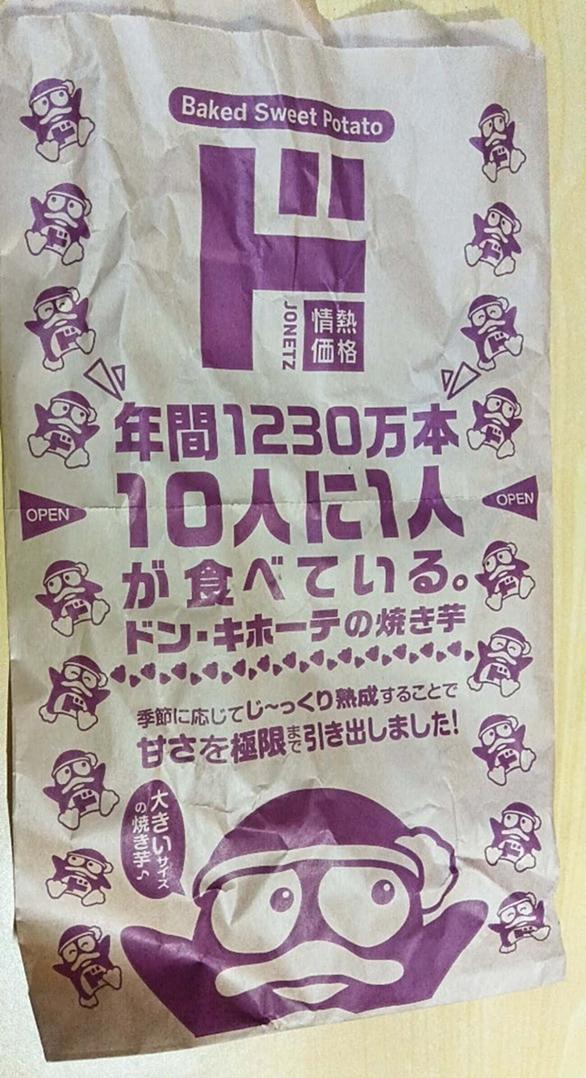 Baked Sweet Potato
ド
JONETZ
情熱
価格
年間1230万本
10人に1人
OPEN
OPEN
が食べている。
ドン・キホーテの焼き芋
季節に応じてじ〜っくり熟成することで
甘さを極限まで引き出しました!
大きいサイズ
の焼き芋♪